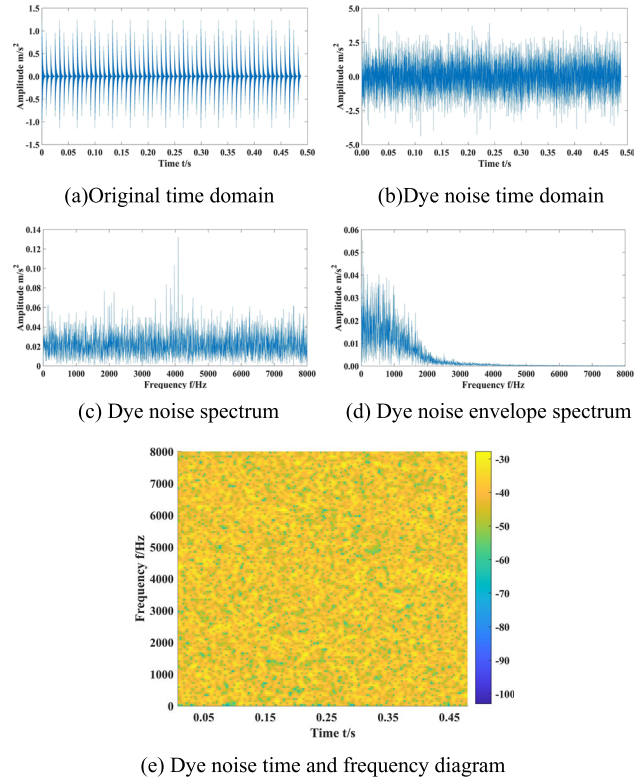 1.5
1.0
0.5
0.0
-0.5
-1.0
-1.5
Amplitude m/s²
0 0.05 0.10 0.15 0.20 0.25 0.30 0.35 0.40 0.45 0.50
Time t/s
(a)Original time domain
5.0
2.5
0.0
-2.5
-5.0
Amplitude m/s²
0.00 0.05 0.10 0.15 0.20 0.25 0.30 0.35 0.40 0.45 0.50
Time t/s
(b)Dye noise time domain
0.14
0.12
0.10
0.08
0.06
0.04
0.02
0
Amplitude m/s²
0 1000 2000 3000 4000 5000 6000 7000 8000
Frequency f/Hz
(c) Dye noise spectrum
0.06
0.05
0.04
0.03
0.02
0.01
0.00
Amplitude m/s²
0 1000 2000 3000 4000 5000 6000 7000 8000
Frequency f/Hz
(d) Dye noise envelope spectrum
8000
7000
6000
5000
4000
3000
2000
1000
0
Frequency f/Hz
0.05 0.15 0.25 0.35 0.45
Time t/s
-30
-40
-50
-60
-70
-80
-90
-100
(e) Dye noise time and frequency diagram